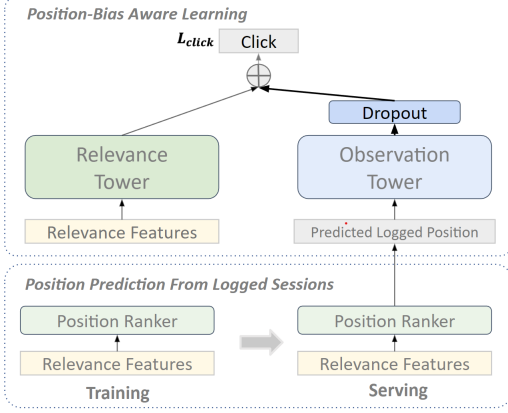 Position-Bias Aware Learning
L_click Click
Dropout
Relevance Tower
Observation Tower
Relevance Features
Predicted Logged Position
Position Prediction From Logged Sessions
Position Ranker
Position Ranker
Relevance Features
Relevance Features
Training
Serving